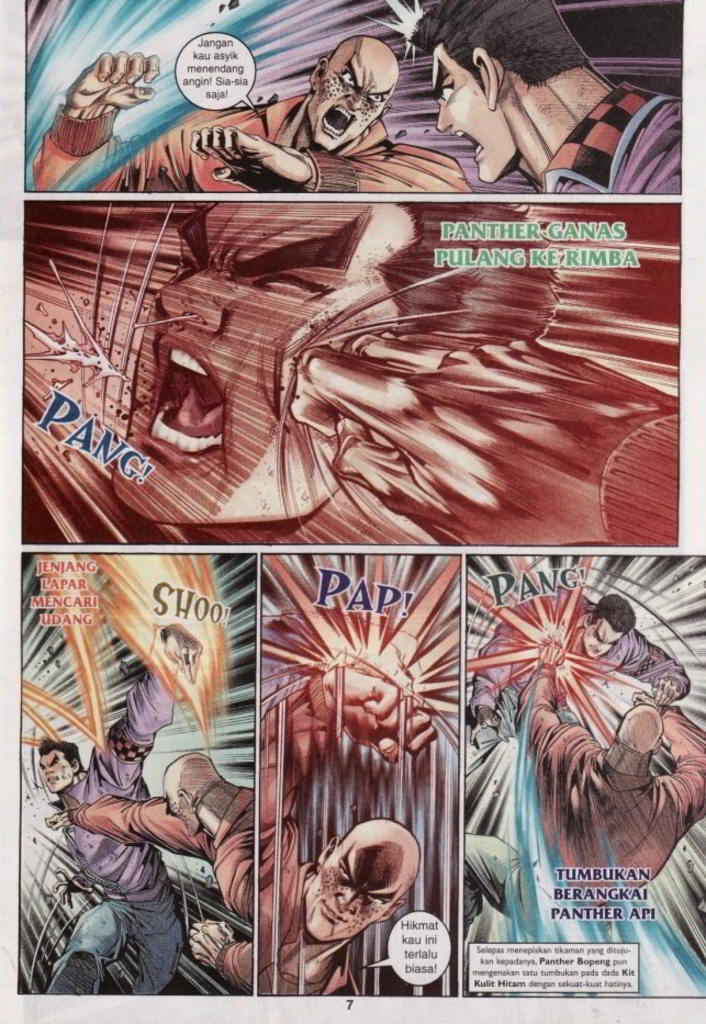 Jangan
kau asyik
menendang
angin! Sia-sia
saja!
PANTHER GANAS
PULANG KE RIMBA
PANG!
JENJANG
LAPAR
MENCARI
UDANG
SHOO!
PAP!
Hikmat
kau ini
terlalu
biasa!
PANG!
TUMBUKAN
BERANGKAI
PANTHER API
Selepas menepiskan tikaman yang dituju-
kan kepadanya, Panther Bopeng pun
mengenakan satu tumbukan pada dada Kit
Kulit Hitam dengan sekuat-kuat hatinya.
7